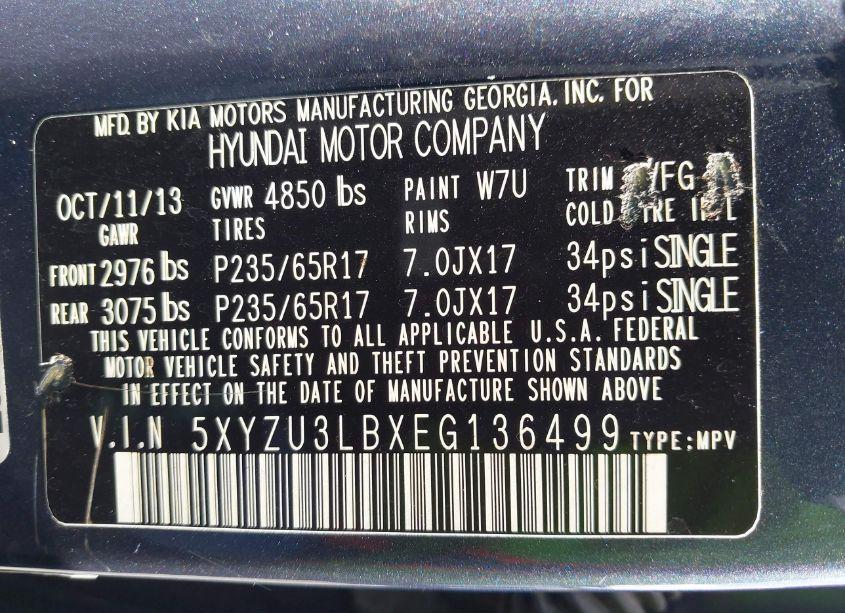 MFD. BY KIA MOTORS MANUFACTURING GEORGIA, INC. FOR
HYUNDAI MOTOR COMPANY
OCT/11/13 GVWR 4850 lbs PAINT W7U TRIM /FG
GAWR TIRES RIMS COLD
FRONT 2976 lbs P235/65R17 7.0JX17 34psi SINGLE
REAR 3075 lbs P235/65R17 7.0JX17 34psi SINGLE
THIS VEHICLE CONFORMS TO ALL APPLICABLE U.S.A. FEDERAL
MOTOR VEHICLE SAFETY AND THEFT PREVENTION STANDARDS
IN EFFECT ON THE DATE OF MANUFACTURE SHOWN ABOVE
V.I.N 5XYZU3LBXEG136499 TYPE:MPV